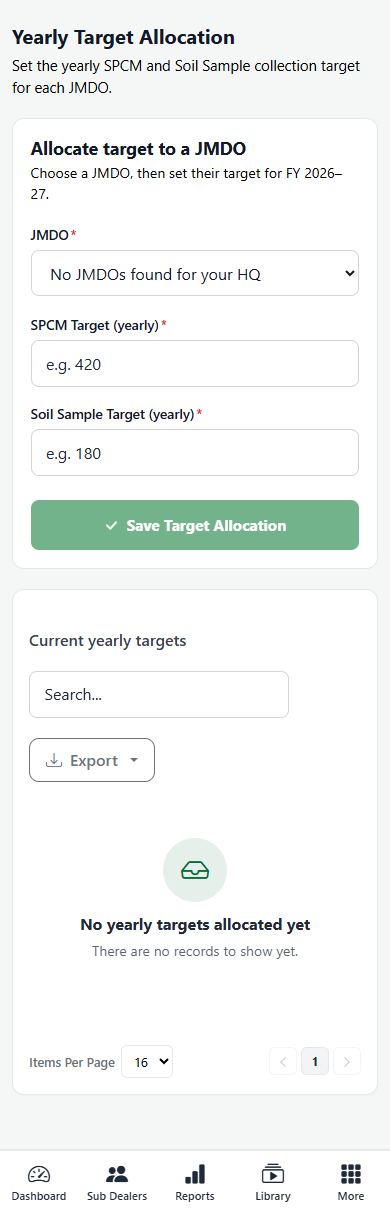 Yearly Target Allocation
Set the yearly SPCM and Soil Sample collection target
for each JMDO.
Allocate target to a JMDO
Choose a JMDO, then set their target for FY 2026–
27.
JMDO*
No JMDOs found for your HQ
SPCM Target (yearly)*
e.g. 420
Soil Sample Target (yearly)*
e.g. 180
Save Target Allocation
Current yearly targets
Search...
Export
No yearly targets allocated yet
There are no records to show yet.
Items Per Page 16 1
Dashboard Sub Dealers Reports Library More